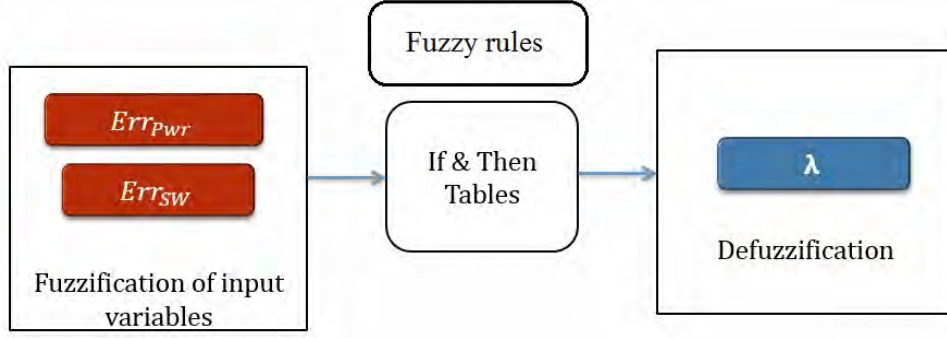 Fuzzy rules
Err_Pwr
Err_SW
Fuzzification of input
variables
If & Then
Tables
λ
Defuzzification